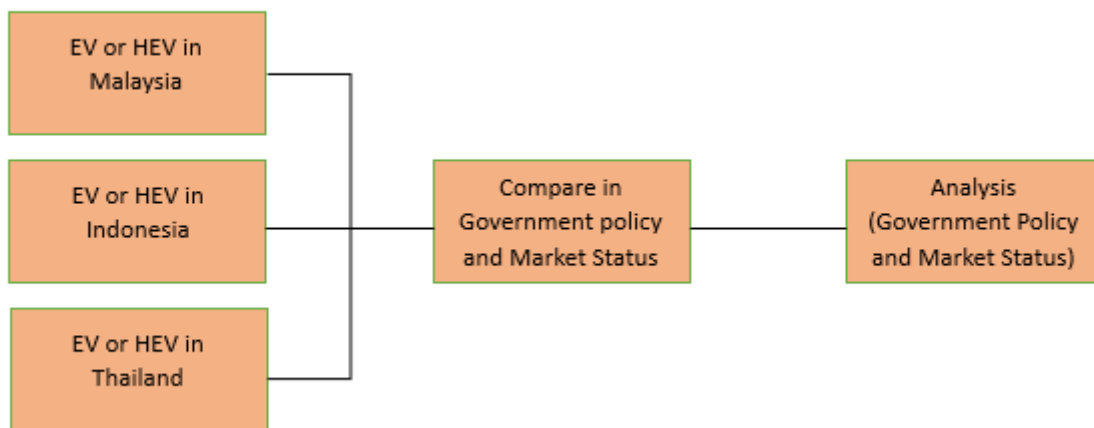 EV or HEV in
Malaysia
EV or HEV in
Indonesia
EV or HEV in
Thailand
Compare in
Government policy
and Market Status
Analysis
(Government Policy
and Market Status)